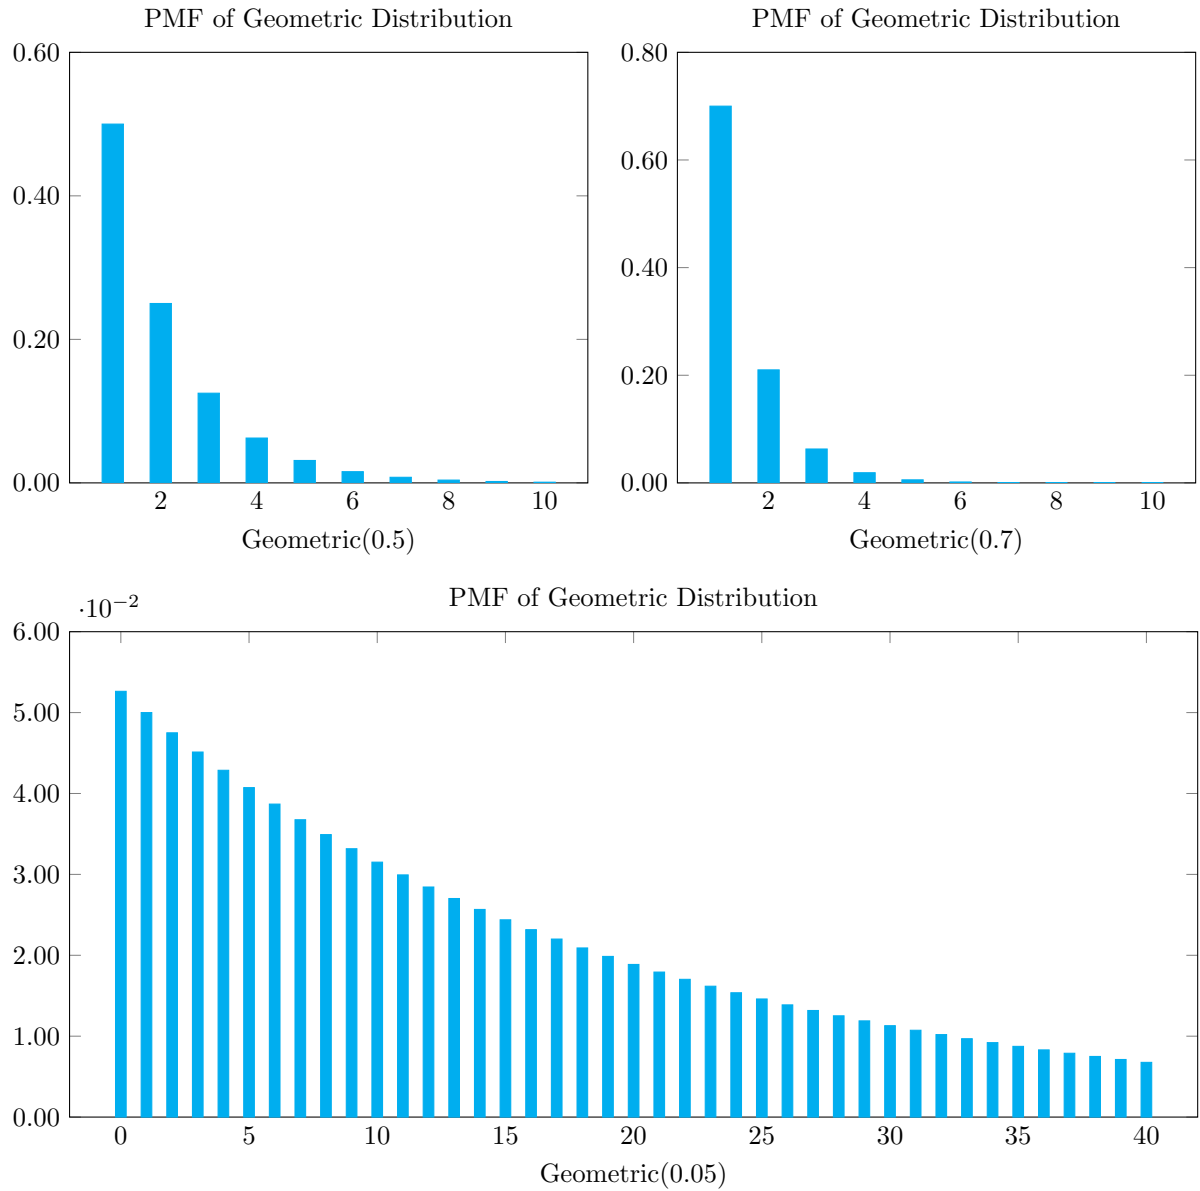 PMF of Geometric Distribution
0.60
0.40
0.20
0.00
2 4 6 8 10
Geometric(0.5)
PMF of Geometric Distribution
0.80
0.60
0.40
0.20
0.00
2 4 6 8 10
Geometric(0.7)
PMF of Geometric Distribution
·10⁻²
6.00
5.00
4.00
3.00
2.00
1.00
0.00
0 5 10 15 20 25 30 35 40
Geometric(0.05)